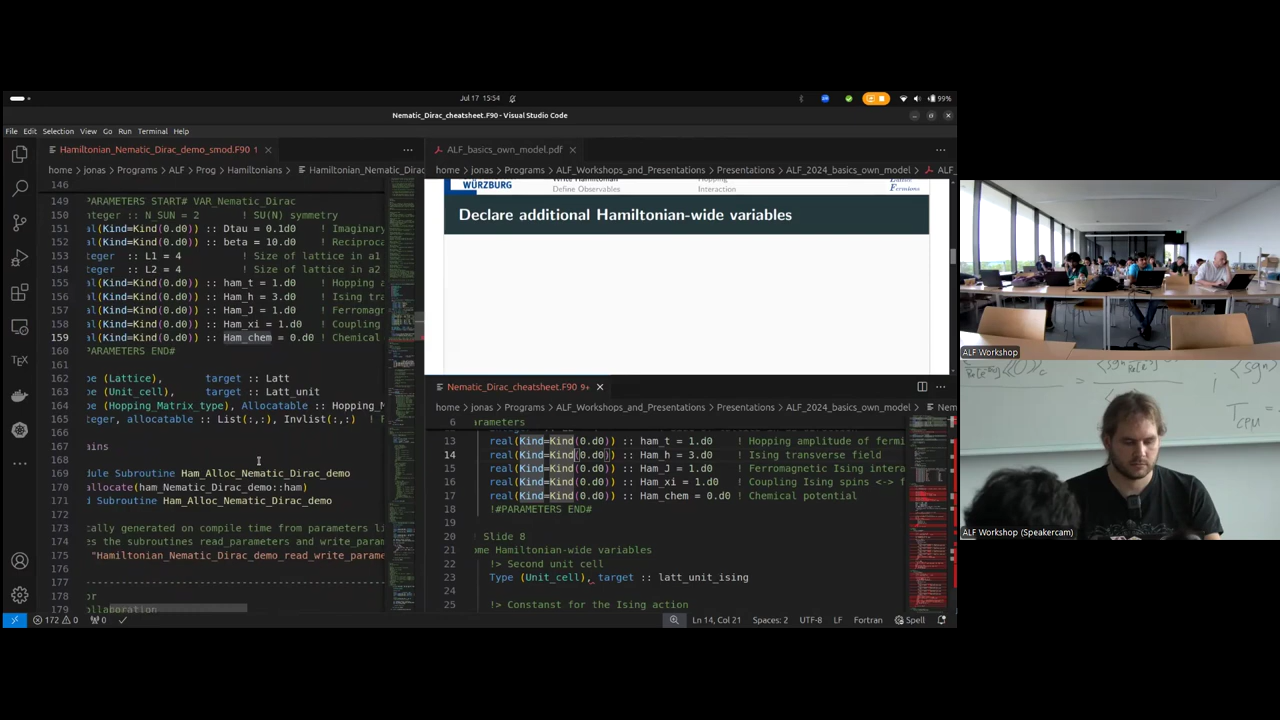 Jul 17 15:54
99%
Nematic_Dirac_cheatsheet.F90 - Visual Studio Code
File Edit Selection View Go Run Terminal Help
Hamiltonian_Nematic_Dirac_demo_smod.F90 1
home > jonas > Programs > ALF > Prog > Hamiltonians > Hamiltonian_Nematic_Dirac
146
149 PARAMETERS START# VAR_Nematic_Dirac
150 nteger :: N_SUN = 2 ! SU(N) symmetry
151 al(Kind=Kind(0.d0)) :: Dtau = 0.1d0 ! Imaginary
152 al(Kind=Kind(0.d0)) :: beta = 10.d0 ! Reciproca
153 teger :: L1 = 4 ! Size of lattice in a1
154 teger :: L2 = 4 ! Size of lattice in a2
155 al(Kind=Kind(0.d0)) :: ham_t = 1.d0 ! Hopping a
156 al(Kind=Kind(0.d0)) :: Ham_h = 3.d0 ! Ising tra
157 al(Kind=Kind(0.d0)) :: Ham_J = 1.d0 ! Ferromag
158 al(Kind=Kind(0.d0)) :: Ham_xi = 1.d0 ! Coupling
159 al(Kind=Kind(0.d0)) :: Ham_chem = 0.d0 ! Chemical
160 PARAMETERS END#
161
162 pe (Lattice), target :: Latt
163 pe (Unit_cell), target :: Latt_unit
164 pe (Hopping_Matrix_type), Allocatable :: Hopping_M
165 nteger, allocatable :: List(:,:), Invlist(:,:) !
166
167 ains
168
169 dule Subroutine Ham_Alloc_Nematic_Dirac_demo
170 allocate(ham_Nematic_Dirac_demo::ham)
171 d Subroutine Ham_Alloc_Nematic_Dirac_demo
172
173 cally generated on compile time from parameters li
174 es the subroutines read_parameters and write_param
175 "Hamiltonian_Nematic_Dirac_demo_read_write_parame
176
177 ---------------------------------------------
178 or
179 ollaboration
172 0 0
ALF_basics_own_model.pdf
home > jonas > Programs > ALF_Workshops_and_Presentations > Presentations > ALF_2024_basics_own_model > ALF
WÜRZBURG
Write Hamiltonian
Define Observables
Hopping
Interaction
Fermions
Declare additional Hamiltonian-wide variables
Nematic_Dirac_cheatsheet.F90 9+
home > jonas > Programs > ALF_Workshops_and_Presentations > Presentations > ALF_2024_basics_own_model > Nem
6 arameters
13 real(Kind=Kind(0.d0)) :: ham_t = 1.d0 ! Hopping amplitude of fermi
14 real(Kind=Kind(0.d0)) :: Ham_h = 3.d0 ! Ising transverse field
15 real(Kind=Kind(0.d0)) :: Ham_J = 1.d0 ! Ferromagnetic Ising intera
16 real(Kind=Kind(0.d0)) :: Ham_xi = 1.d0 ! Coupling Ising spins <-> f
17 real(Kind=Kind(0.d0)) :: Ham_chem = 0.d0 ! Chemical potential
18 !#PARAMETERS END#
19
20 Slide 8
21 ome Hamiltonian-wide variables
22 !> Second unit cell
23 Type (Unit_cell), target :: latt_unit_ising
24
25 !> Constanst for the Ising action
Ln 14, Col 21 Spaces: 2 UTF-8 LF Fortran Spell
ALF Workshop
ALF Workshop (Speakercam)